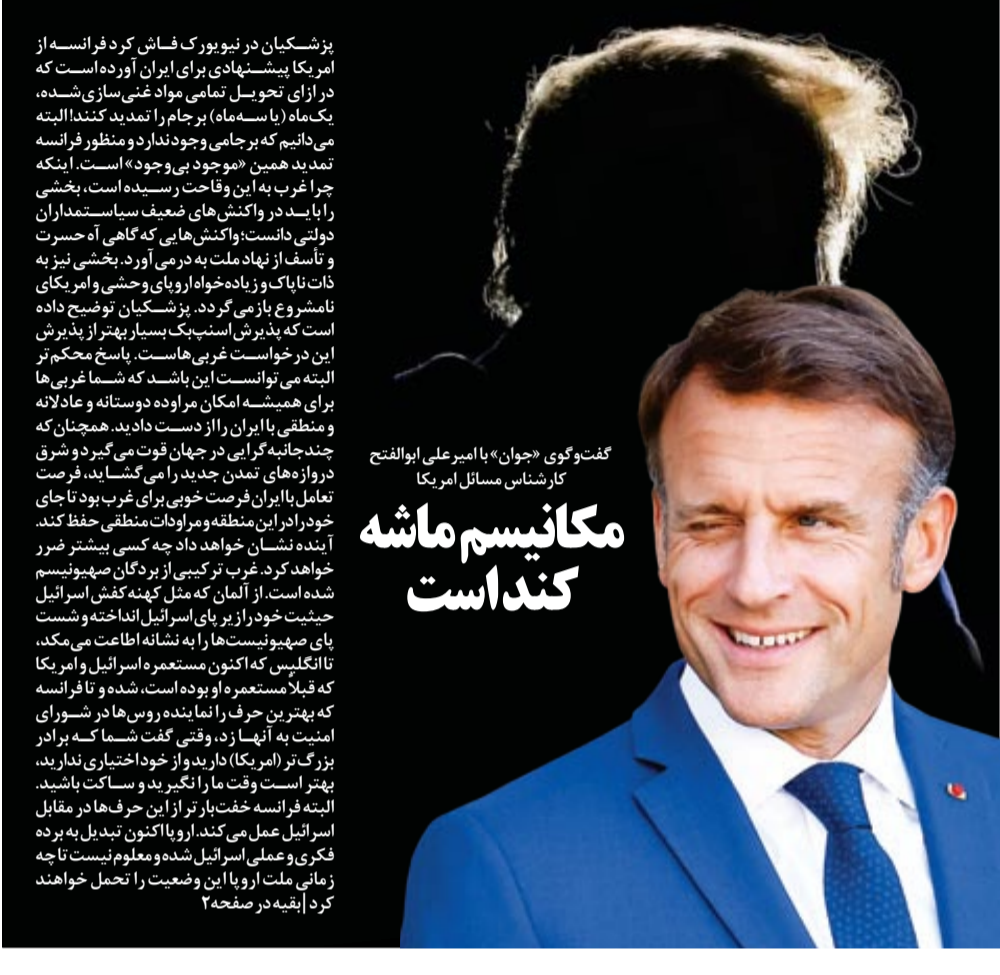 گفت‌وگوی «جوان» با امیرعلی ابوالفتح
کارشناس مسائل امریکا
مکانیسم ماشه
کند است
پزشکیان در نیویورک فاش کرد فرانسه از
امریکا پیشنهادی برای ایران آورده است که
در ازای تحویل تمامی مواد غنی‌سازی‌شده،
یک‌ماه (یا سه‌ماه) برجام را تمدید کنند! البته
می‌دانیم که برجامی وجود ندارد و منظور فرانسه
تمدید همین «موجود بی‌وجود» است. اینکه
چرا غرب به این وقاحت رسیده است، بخشی
را باید در واکنش‌های ضعیف سیاستمداران
دولتی دانست؛ واکنش‌هایی که گاهی آه حسرت
و تأسف از نهاد ملت به در می‌آورد. بخشی نیز به
ذات ناپاک و زیاده‌خواه اروپای وحشی و امریکای
نامشروع بازمی‌گردد. پزشکیان توضیح داده
است که پذیرش اسنپ‌بک بسیار بهتر از پذیرش
این درخواست غربی‌هاست. پاسخ محکم‌تر
البته می‌توانست این باشد که شما غربی‌ها
برای همیشه امکان مراوده دوستانه و عادلانه
و منطقی با ایران را از دست دادید. همچنان که
چندجانبه‌گرایی در جهان قوت می‌گیرد و شرق
دروازه‌های تمدن جدید را می‌گشاید، فرصت
تعامل با ایران فرصت خوبی برای غرب بود تا جای
خود را در این منطقه و مراودات منطقی حفظ کند.
آینده نشان خواهد داد چه کسی بیشتر ضرر
خواهد کرد. غرب ترکیبی از بردگان صهیونیسم
شده است. از آلمان که مثل کهنه کفش اسرائیل
حیثیت خود را زیر پای اسرائیل انداخته و شست
پای صهیونیست‌ها را به نشانه اطاعت می‌مکد،
تا انگلیس که اکنون مستعمره اسرائیل و امریکا
که قبلاً مستعمره او بوده است، شده و تا فرانسه
که بهترین حرف را نماینده روس‌ها در شورای
امنیت به آنها زد، وقتی گفت شما که برادر
بزرگ‌تر (امریکا) دارید و از خود اختیاری ندارید،
بهتر است وقت ما را نگیرید و ساکت باشید.
البته فرانسه خفت‌بارتر از این حرف‌ها در مقابل
اسرائیل عمل می‌کند. اروپا اکنون تبدیل به برده
فکری و عملی اسرائیل شده و معلوم نیست تا چه
زمانی ملت اروپا این وضعیت را تحمل خواهند
کرد | بقیه در صفحه ۲